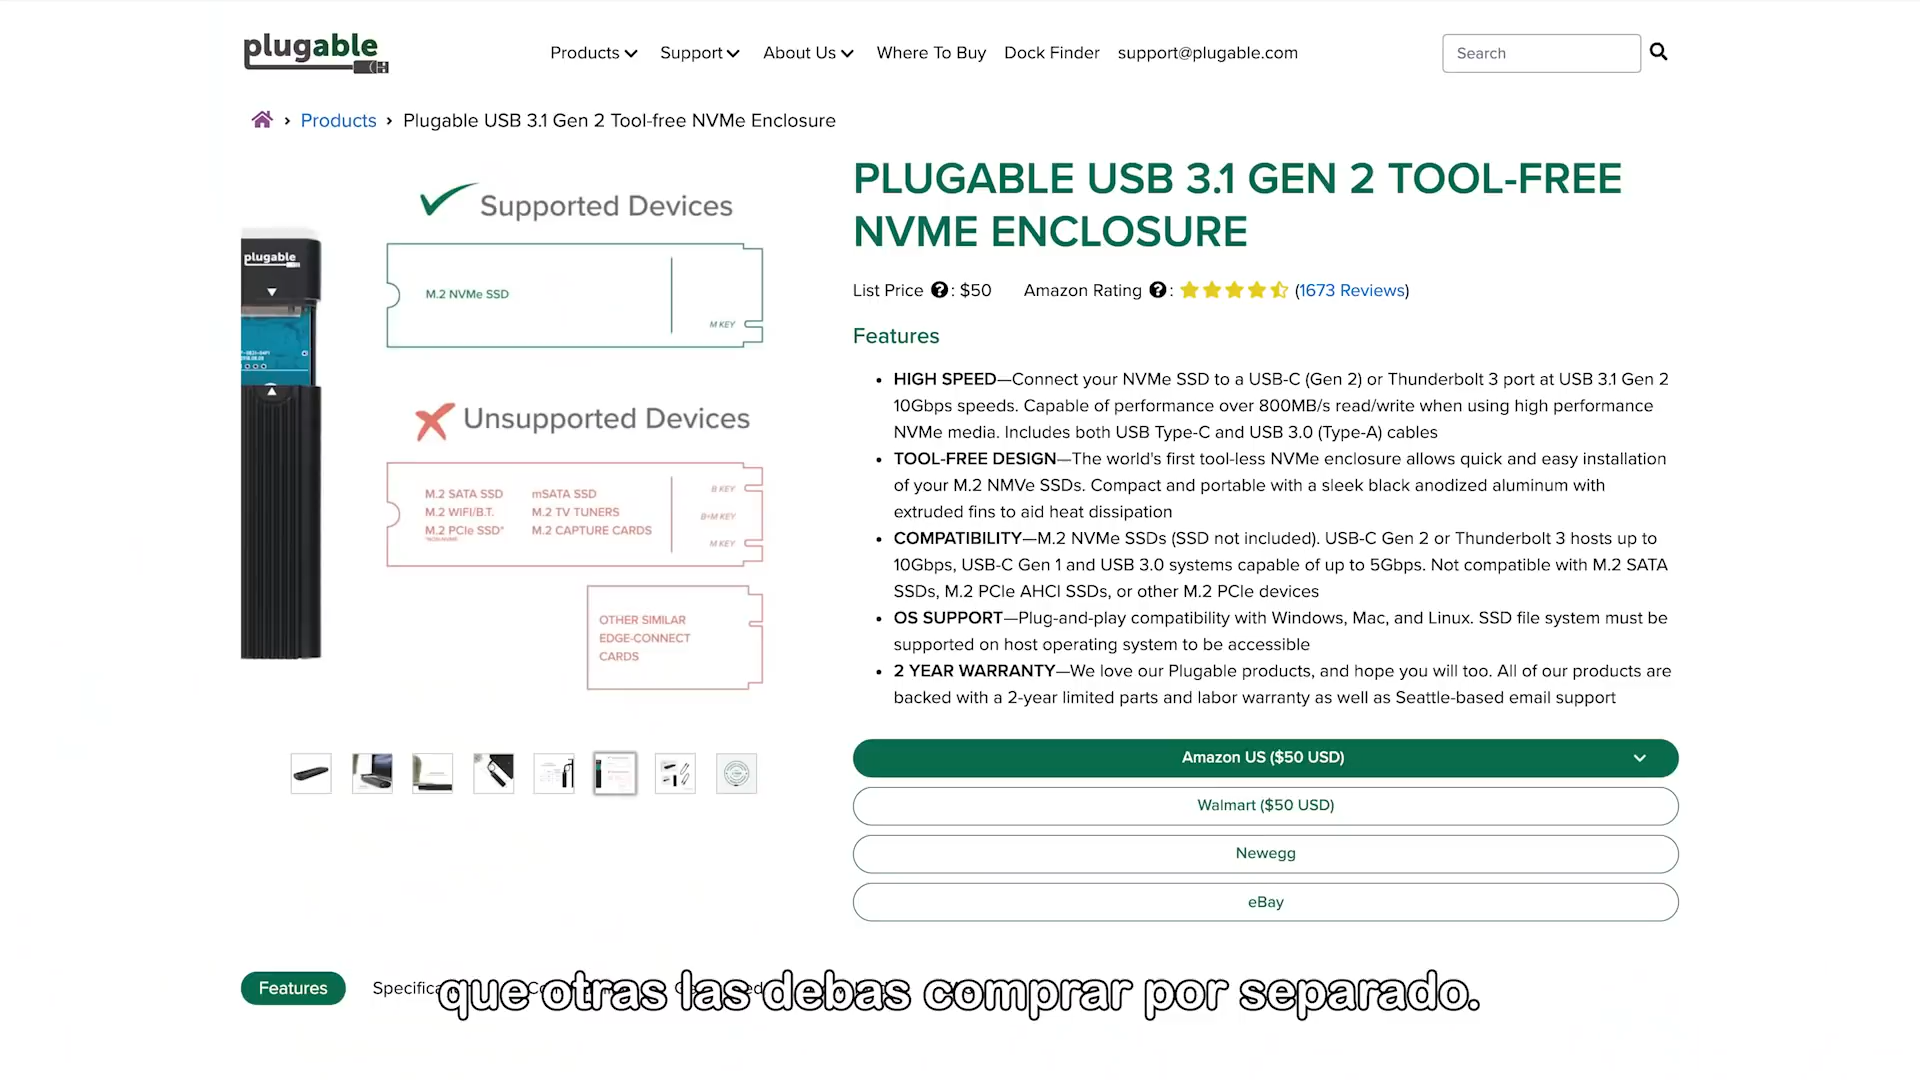 plugable
Products
Support
About Us
Where To Buy
Dock Finder
support@plugable.com
Search
Products
Plugable USB 3.1 Gen 2 Tool-free NVMe Enclosure
Supported Devices
plugable
M.2 NVMe SSD
M KEY
Unsupported Devices
M.2 SATA SSD
mSATA SSD
M.2 WIFI/B.T.
M.2 TV TUNERS
M.2 PCIe SSD*
M.2 CAPTURE CARDS
B KEY
B+M KEY
M KEY
OTHER SIMILAR
EDGE-CONNECT
CARDS
PLUGABLE USB 3.1 GEN 2 TOOL-FREE
NVME ENCLOSURE
List Price ? : $50
Amazon Rating ? : (1673 Reviews)
Features
• HIGH SPEED—Connect your NVMe SSD to a USB-C (Gen 2) or Thunderbolt 3 port at USB 3.1 Gen 2
10Gbps speeds. Capable of performance over 800MB/s read/write when using high performance
NVMe media. Includes both USB Type-C and USB 3.0 (Type-A) cables
• TOOL-FREE DESIGN—The world's first tool-less NVMe enclosure allows quick and easy installation
of your M.2 NMVe SSDs. Compact and portable with a sleek black anodized aluminum with
extruded fins to aid heat dissipation
• COMPATIBILITY—M.2 NVMe SSDs (SSD not included). USB-C Gen 2 or Thunderbolt 3 hosts up to
10Gbps, USB-C Gen 1 and USB 3.0 systems capable of up to 5Gbps. Not compatible with M.2 SATA
SSDs, M.2 PCIe AHCI SSDs, or other M.2 PCIe devices
• OS SUPPORT—Plug-and-play compatibility with Windows, Mac, and Linux. SSD file system must be
supported on host operating system to be accessible
• 2 YEAR WARRANTY—We love our Plugable products, and hope you will too. All of our products are
backed with a 2-year limited parts and labor warranty as well as Seattle-based email support
Amazon US ($50 USD)
Walmart ($50 USD)
Newegg
eBay
Features
que otras las debas comprar por separado.